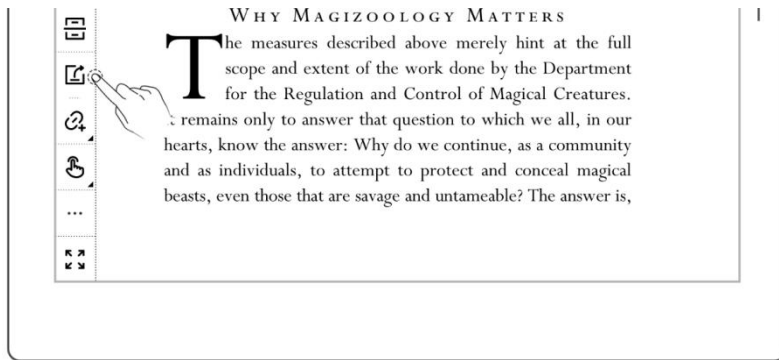 WHY MAGIZOOLOGY MATTERS
The measures described above merely hint at the full
scope and extent of the work done by the Department
for the Regulation and Control of Magical Creatures.
t remains only to answer that question to which we all, in our
hearts, know the answer: Why do we continue, as a community
and as individuals, to attempt to protect and conceal magical
beasts, even those that are savage and untameable? The answer is,